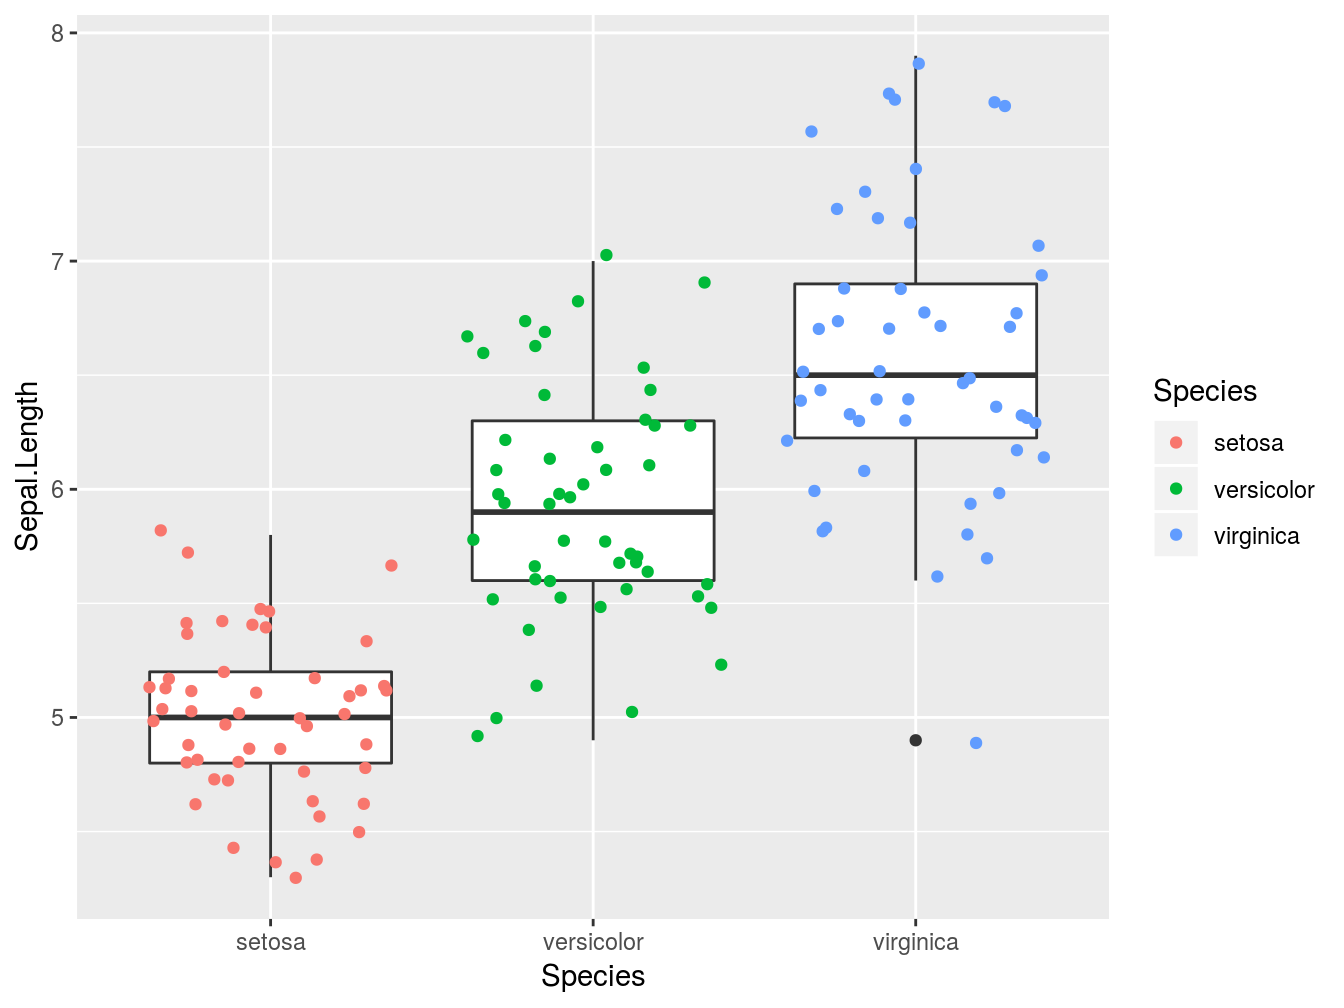 Sepal.Length
8
7
6
5
setosa
versicolor
virginica
Species
Species
setosa
versicolor
virginica